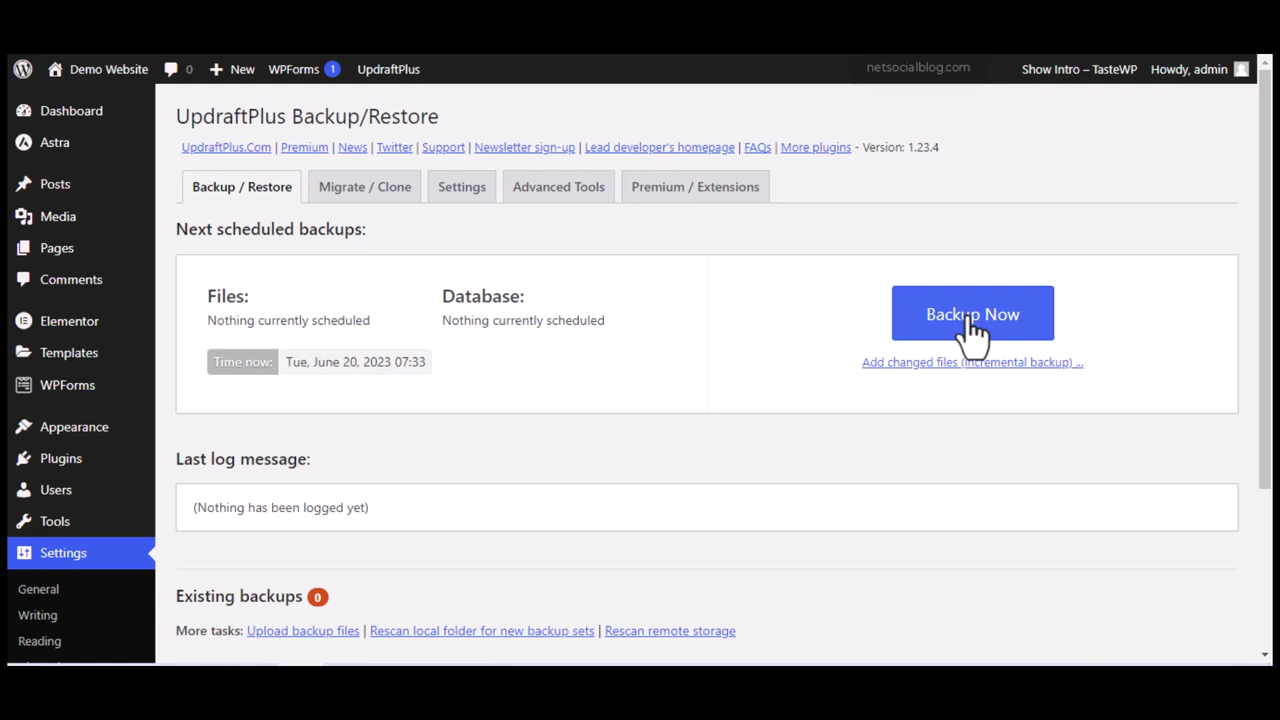 Demo Website 0 New WPForms 1 UpdraftPlus netsocialblog.com Show Intro – TasteWP Howdy, admin
Dashboard
Astra
Posts
Media
Pages
Comments
Elementor
Templates
WPForms
Appearance
Plugins
Users
Tools
Settings
General
Writing
Reading
UpdraftPlus Backup/Restore
UpdraftPlus.Com | Premium | News | Twitter | Support | Newsletter sign-up | Lead developer's homepage | FAQs | More plugins - Version: 1.23.4
Backup / Restore Migrate / Clone Settings Advanced Tools Premium / Extensions
Next scheduled backups:
Files:
Nothing currently scheduled
Database:
Nothing currently scheduled
Time now: Tue, June 20, 2023 07:33
Backup Now
Add changed files (incremental backup) ...
Last log message:
(Nothing has been logged yet)
Existing backups 0
More tasks: Upload backup files | Rescan local folder for new backup sets | Rescan remote storage